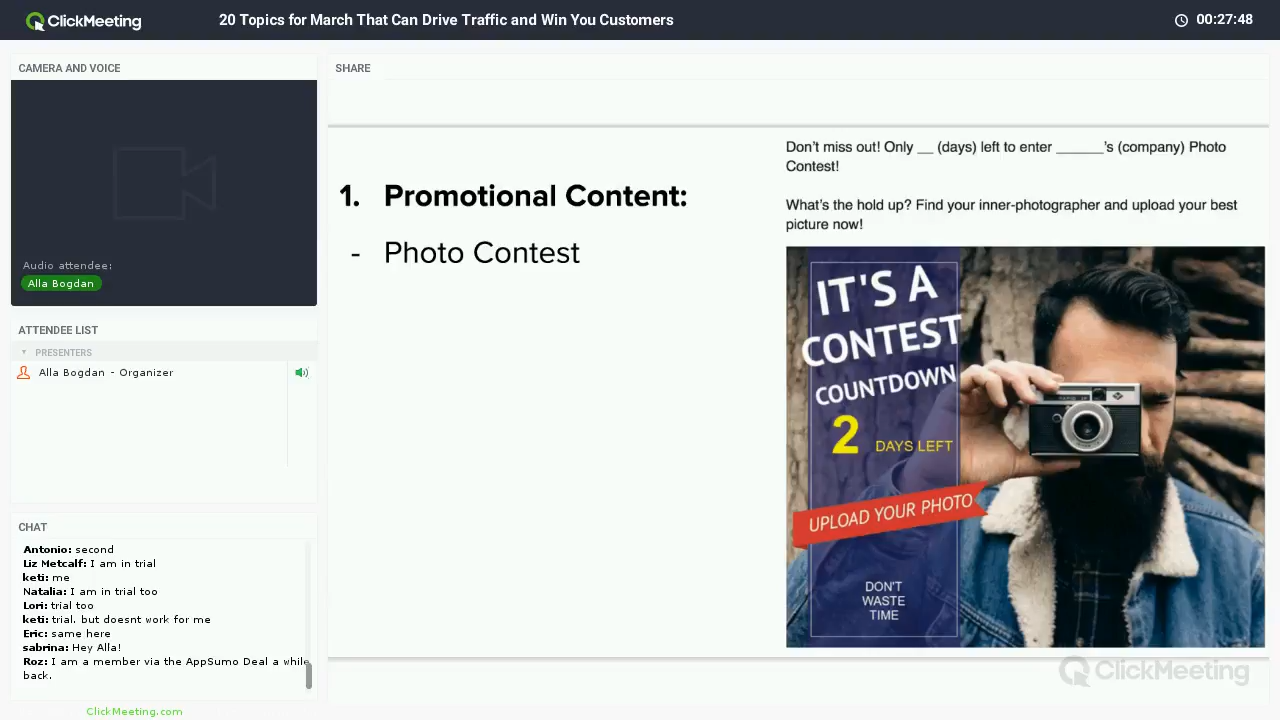 ClickMeeting
20 Topics for March That Can Drive Traffic and Win You Customers
00:27:48
CAMERA AND VOICE
Audio attendee:
Alla Bogdan
ATTENDEE LIST
PRESENTERS
Alla Bogdan - Organizer
CHAT
Antonio: second
Liz Metcalf: I am in trial
keti: me
Natalia: I am in trial too
Lori: trial too
keti: trial. but doesnt work for me
Eric: same here
sabrina: Hey Alla!
Roz: I am a member via the AppSumo Deal a while
back.
ClickMeeting.com
SHARE
1. Promotional Content:
- Photo Contest
Don't miss out! Only __ (days) left to enter ______'s (company) Photo
Contest!
What's the hold up? Find your inner-photographer and upload your best
picture now!
IT'S A
CONTEST
COUNTDOWN
2 DAYS LEFT
UPLOAD YOUR PHOTO
DON'T
WASTE
TIME
ClickMeeting